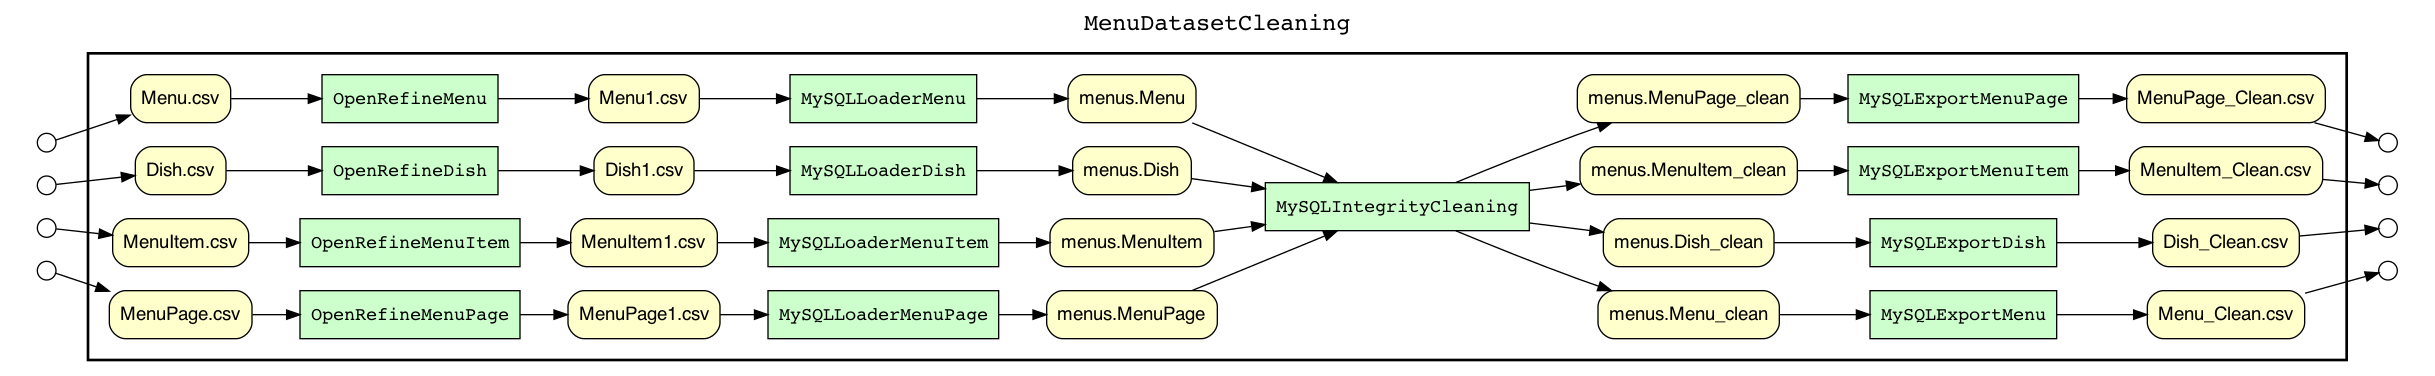 MenuDatasetCleaning
Menu.csv OpenRefineMenu Menu1.csv MySQLLoaderMenu menus.Menu menus.MenuPage_clean MySQLExportMenuPage MenuPage_Clean.csv
Dish.csv OpenRefineDish Dish1.csv MySQLLoaderDish menus.Dish menus.MenuItem_clean MySQLExportMenuItem MenuItem_Clean.csv
MySQLIntegrityCleaning
MenuItem.csv OpenRefineMenuItem MenuItem1.csv MySQLLoaderMenuItem menus.MenuItem menus.Dish_clean MySQLExportDish Dish_Clean.csv
MenuPage.csv OpenRefineMenuPage MenuPage1.csv MySQLLoaderMenuPage menus.MenuPage menus.Menu_clean MySQLExportMenu Menu_Clean.csv